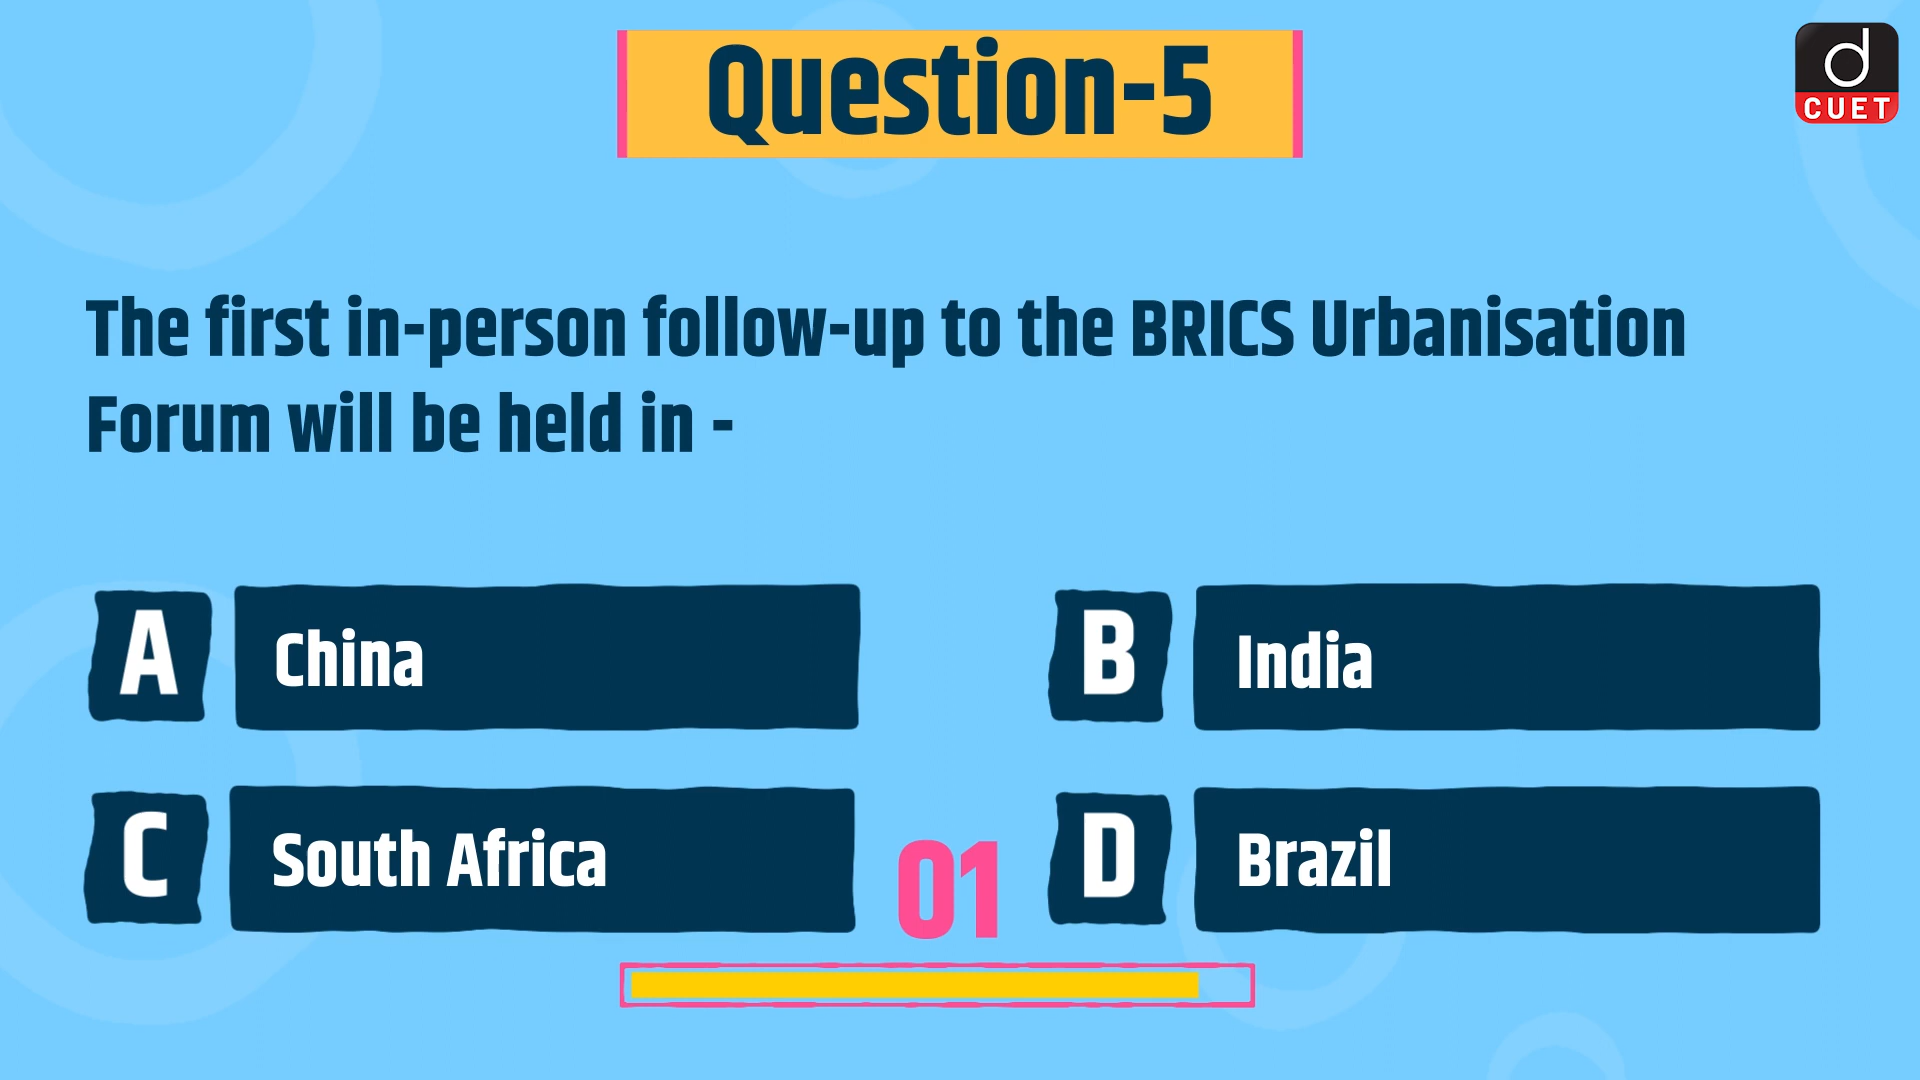 Question-5
d
CUET
The first in-person follow-up to the BRICS Urbanisation
Forum will be held in -
A China
B India
C South Africa
D Brazil
01